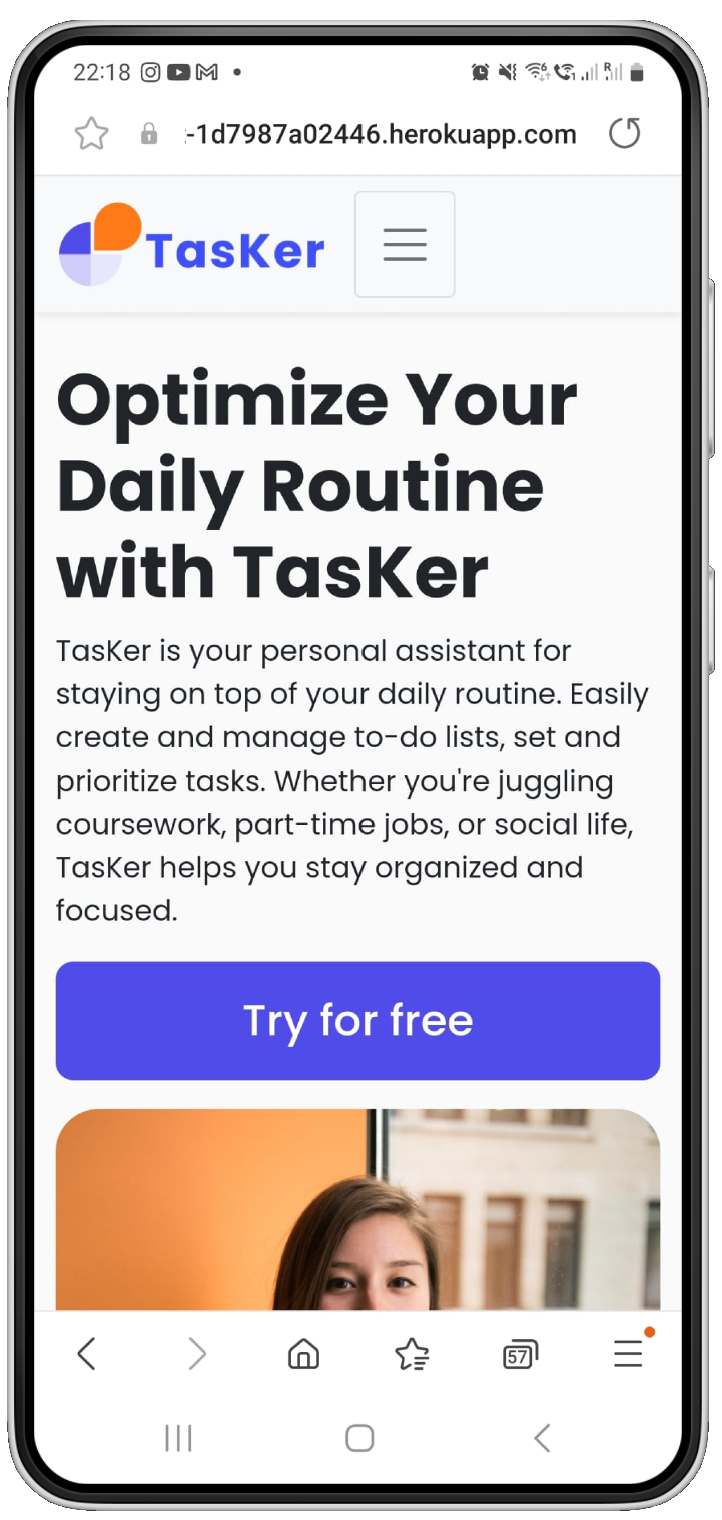 22:18
:-1d7987a02446.herokuapp.com
TasKer
Optimize Your
Daily Routine
with TasKer
TasKer is your personal assistant for
staying on top of your daily routine. Easily
create and manage to-do lists, set and
prioritize tasks. Whether you're juggling
coursework, part-time jobs, or social life,
TasKer helps you stay organized and
focused.
Try for free
57